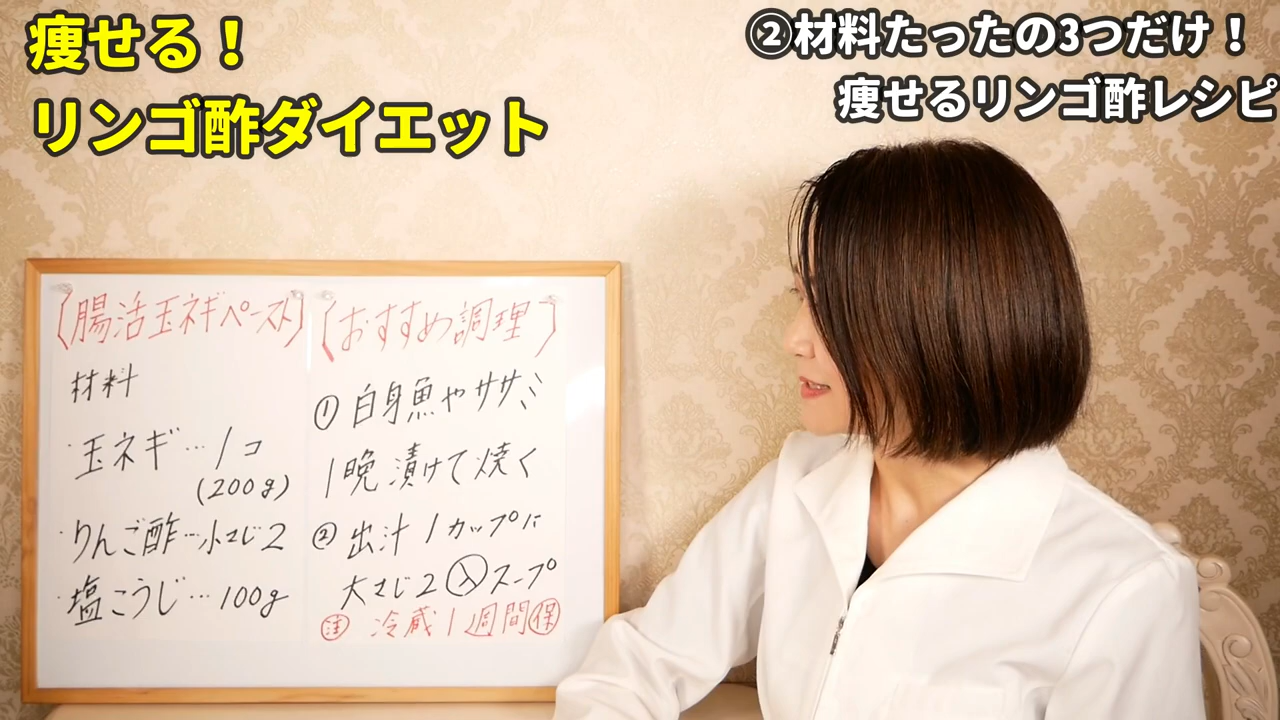 痩せる！
リンゴ酢ダイエット
②材料たったの3つだけ！
痩せるリンゴ酢レシピ
〔腸活玉ネギペースト〕
材料
・玉ネギ…1コ
(200g)
・りんご酢…小さじ2
・塩こうじ…100g
〔おすすめ調理〕
①白身魚やササミ
1晩漬けて焼く
②出汁1カップに
大さじ2㋑スープ
㊟冷蔵1週間保